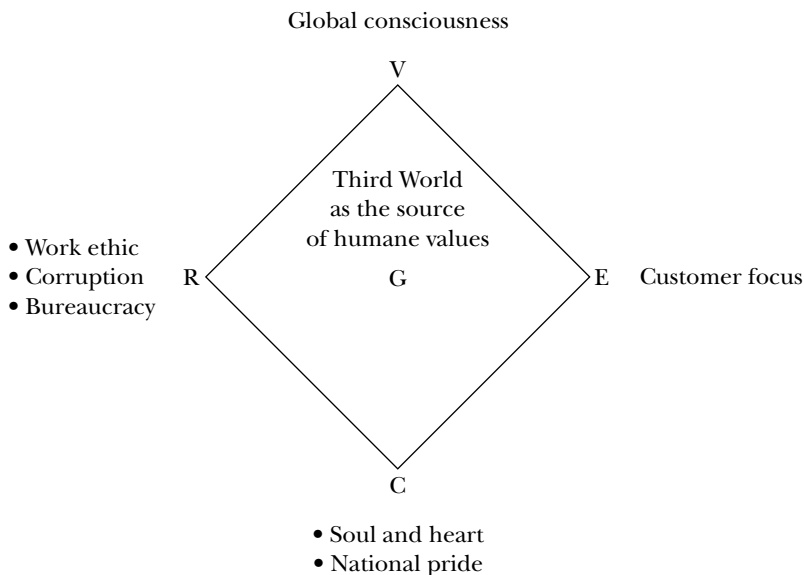 Global consciousness
V
Third World
as the source
of humane values
• Work ethic
• Corruption
• Bureaucracy
R
G
E
Customer focus
C
• Soul and heart
• National pride